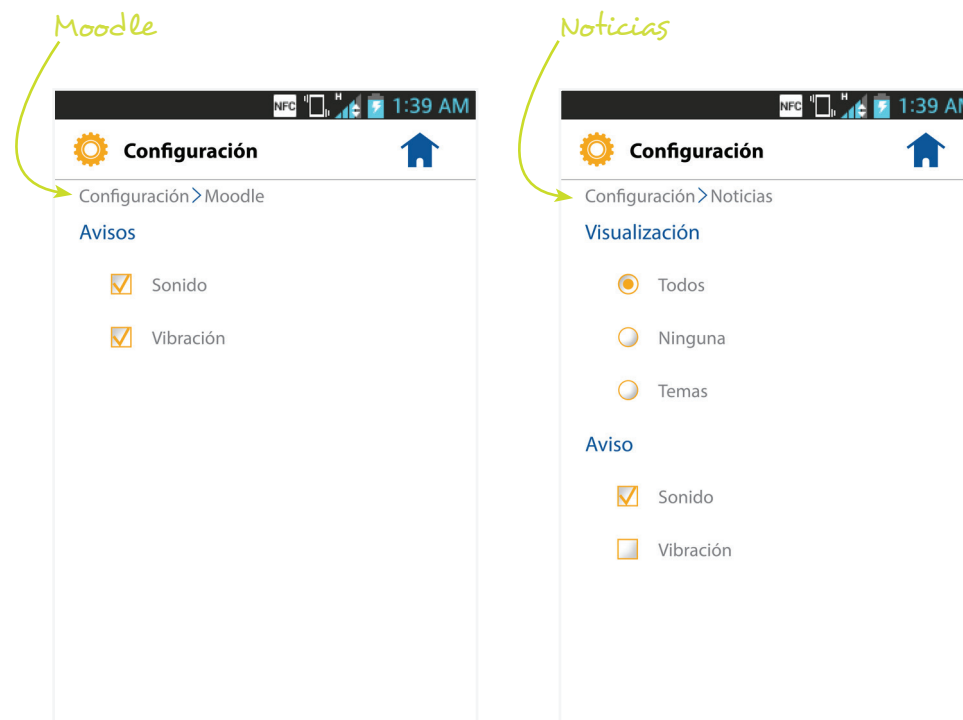 Moodle
NFC H 1:39 AM
Configuración
Configuración>Moodle
Avisos
Sonido
Vibración
Noticias
NFC H 1:39 AM
Configuración
Configuración>Noticias
Visualización
Todos
Ninguna
Temas
Aviso
Sonido
Vibración